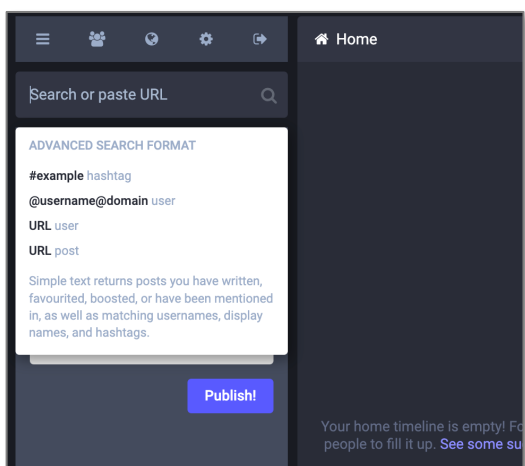 Home
Search or paste URL
ADVANCED SEARCH FORMAT
#example hashtag
@username@domain user
URL user
URL post
Simple text returns posts you have written,
favourited, boosted, or have been mentioned
in, as well as matching usernames, display
names, and hashtags.
Publish!
Your home timeline is empty! Fo
people to fill it up. See some su